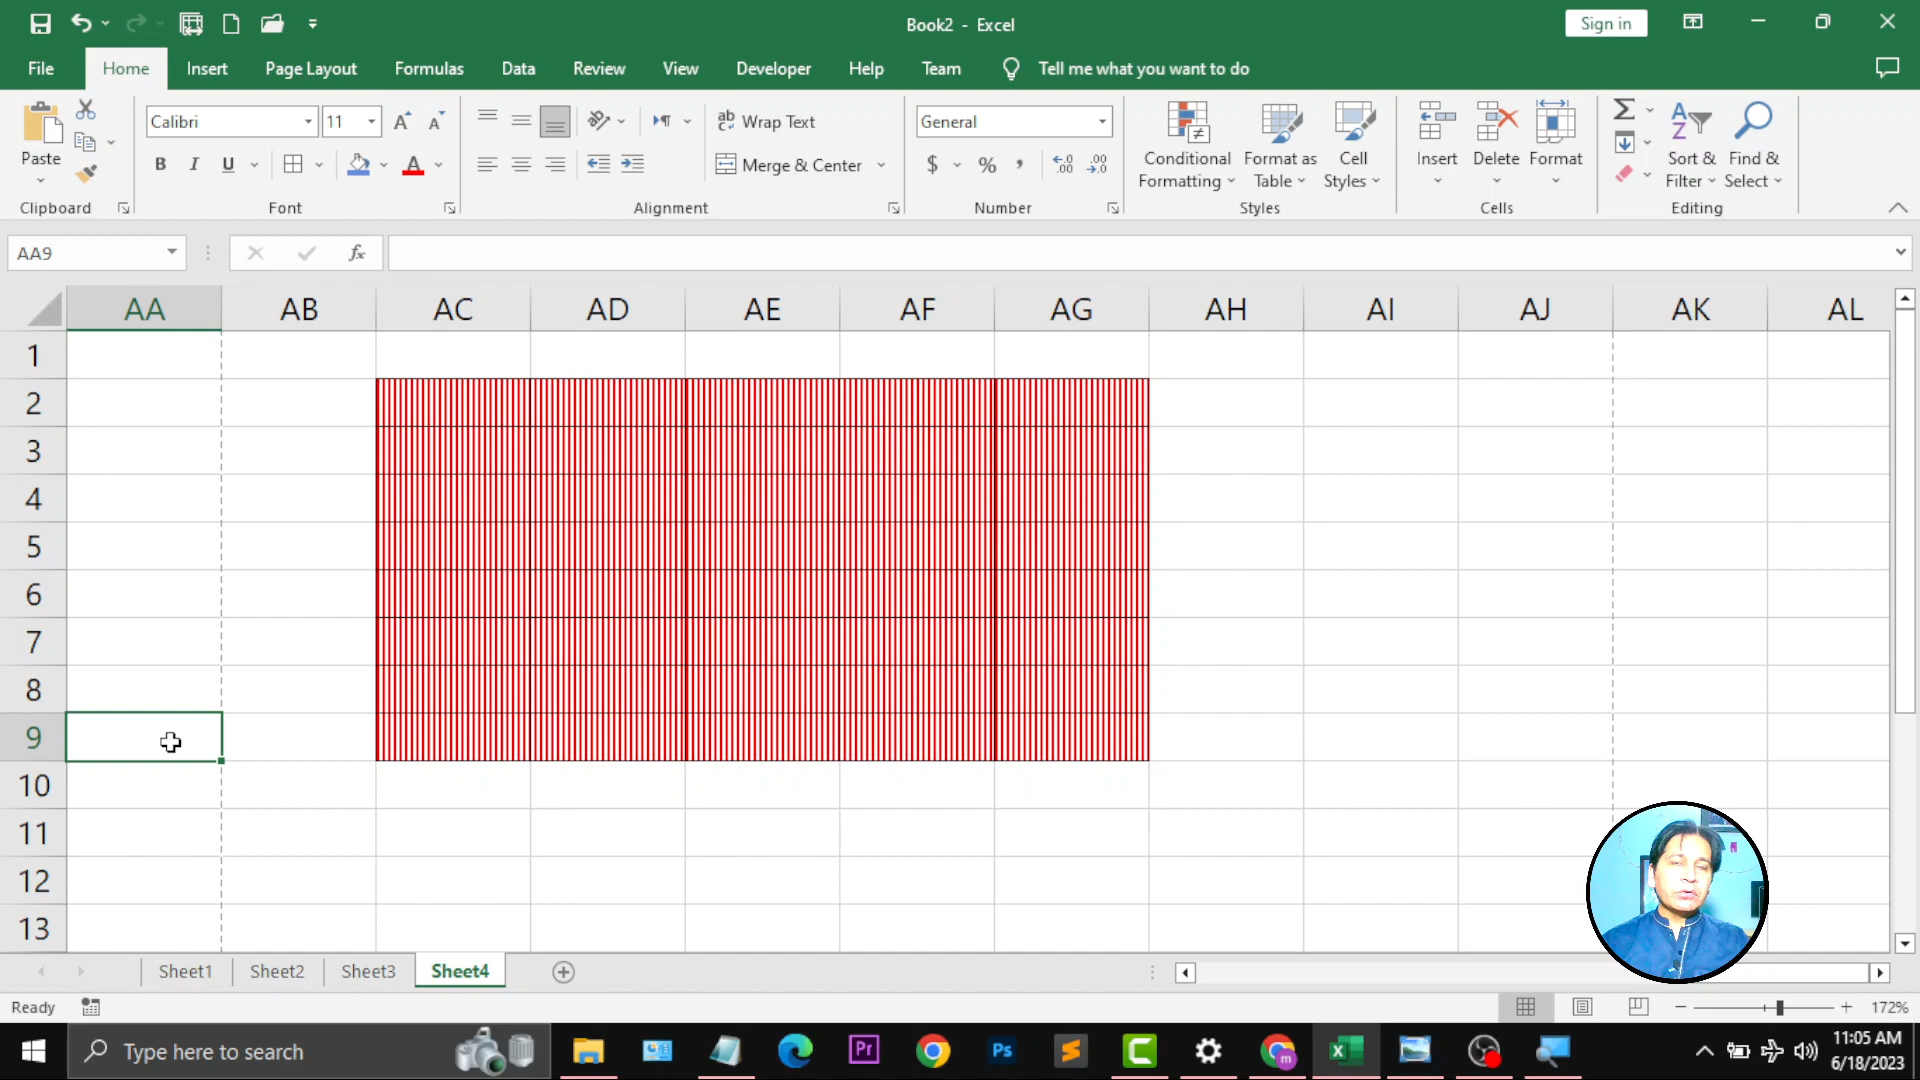 Book2 - Excel
Sign in
File Home Insert Page Layout Formulas Data Review View Developer Help Team Tell me what you want to do
Paste
Clipboard
Calibri 11
B I U A
Font
ab Wrap Text
Merge & Center
Alignment
General
$ % ,
Number
Conditional Formatting
Format as Table
Cell Styles
Styles
Insert Delete Format
Cells
Sort & Filter
Find & Select
Editing
AA9 fx
AA AB AC AD AE AF AG AH AI AJ AK AL
1
2
3
4
5
6
7
8
9
10
11
12
13
Sheet1 Sheet2 Sheet3 Sheet4
Ready 172%
Type here to search Pr Ps
11:05 AM
6/18/2023